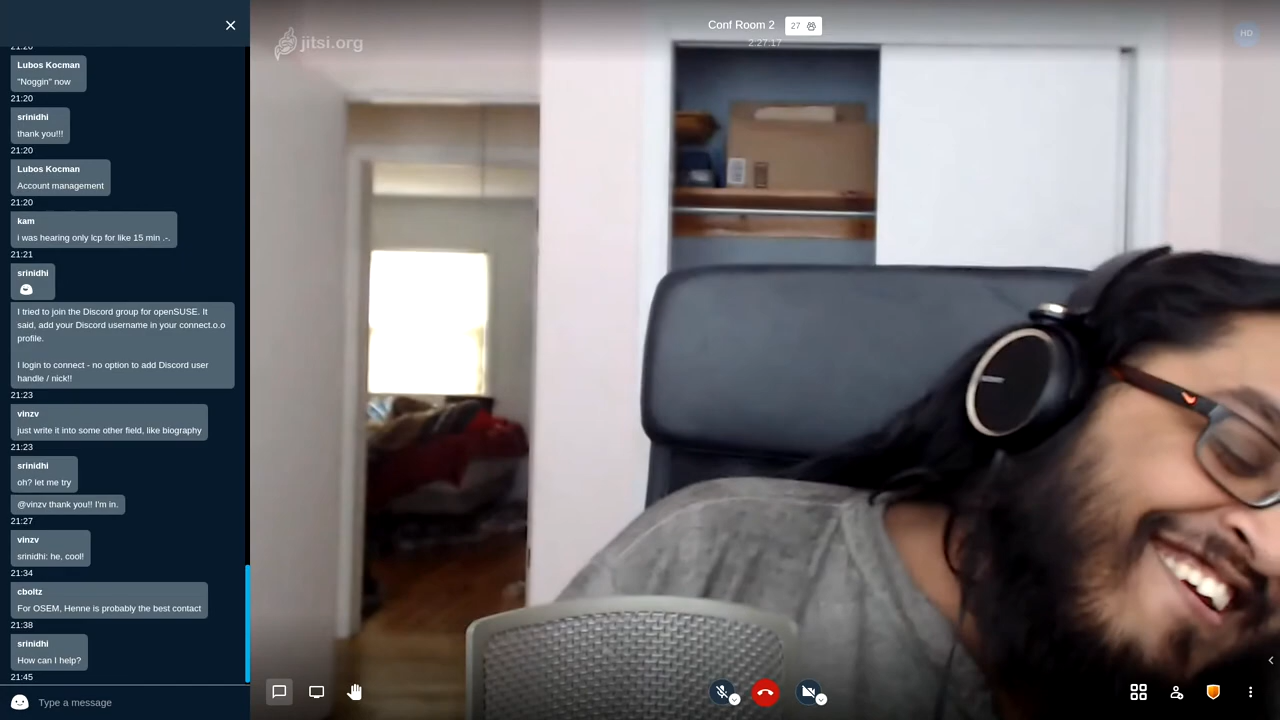 21:20
Lubos Kocman
"Noggin" now
21:20
srinidhi
thank you!!!
21:20
Lubos Kocman
Account management
21:20
kam
i was hearing only lcp for like 15 min .-.
21:21
srinidhi
I tried to join the Discord group for openSUSE. It
said, add your Discord username in your connect.o.o
profile.
I login to connect - no option to add Discord user
handle / nick!!
21:23
vinzv
just write it into some other field, like biography
21:23
srinidhi
oh? let me try
@vinzv thank you!! I'm in.
21:27
vinzv
srinidhi: he, cool!
21:34
cboltz
For OSEM, Henne is probably the best contact
21:38
srinidhi
How can I help?
21:45
Type a message
jitsi.org
Conf Room 2
27
2:27:17
HD